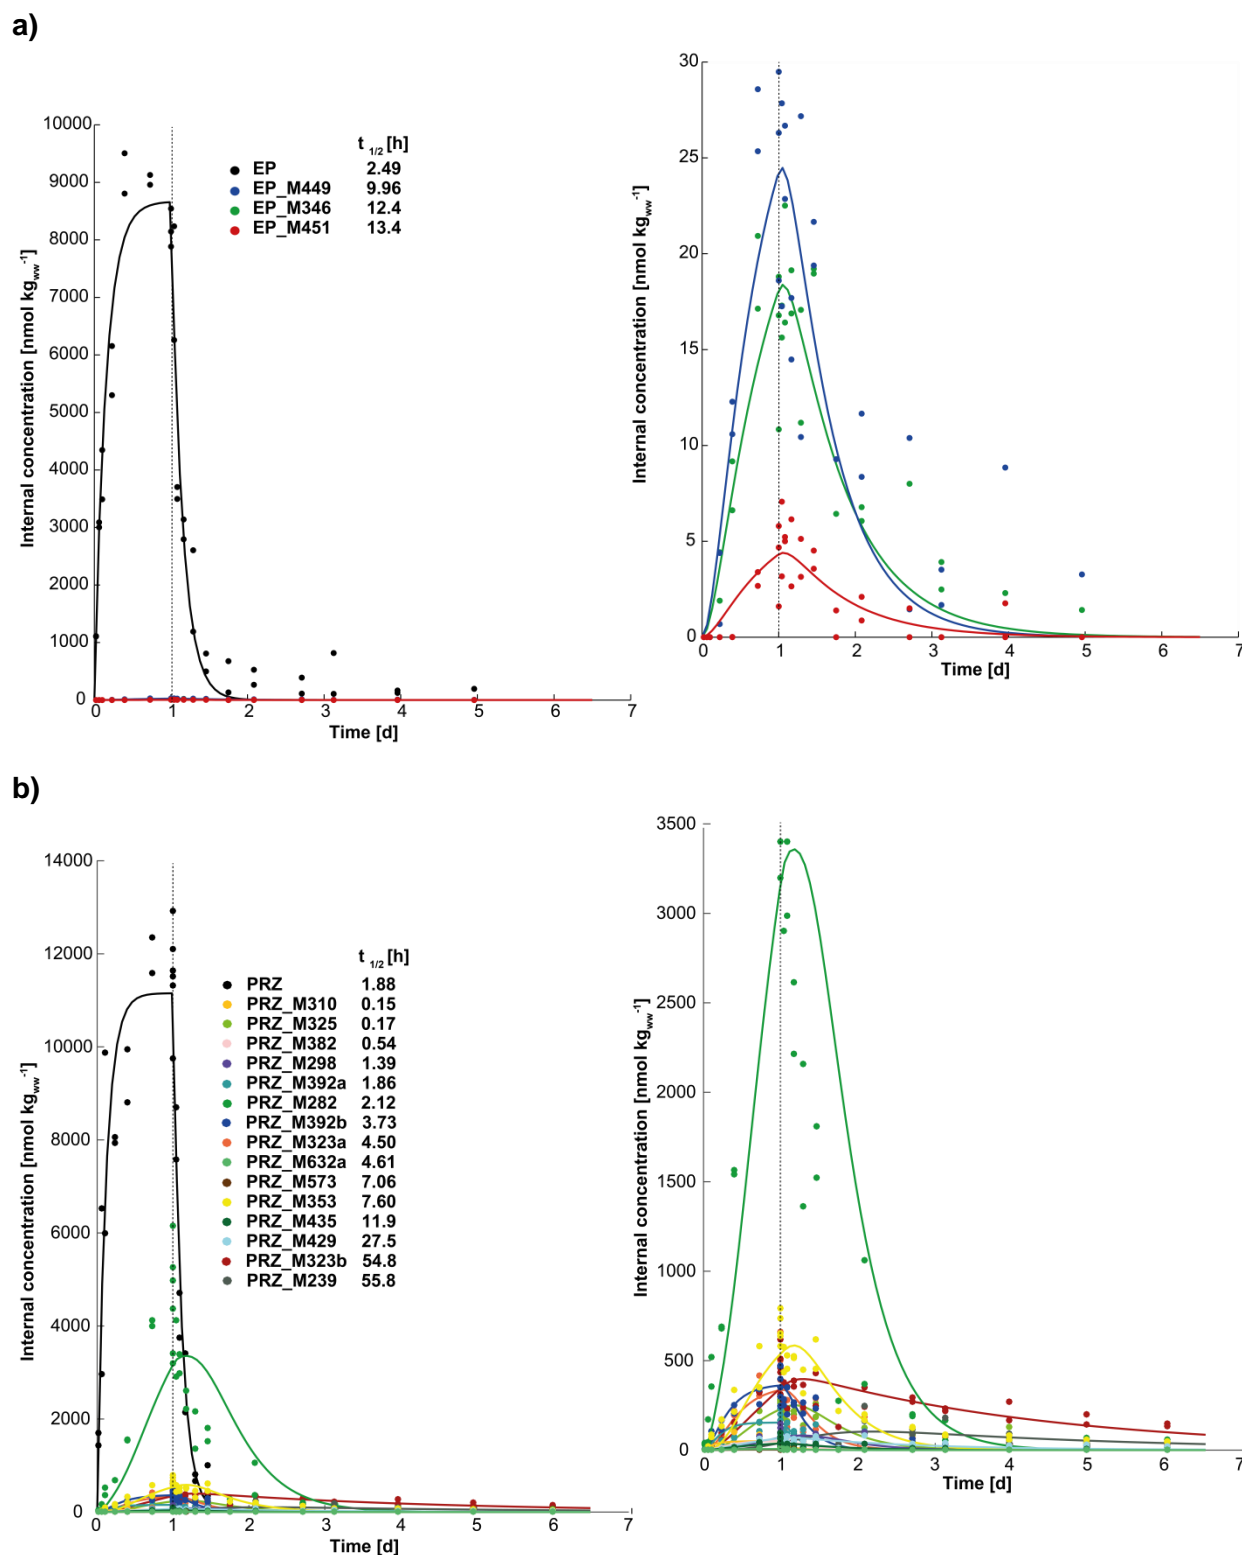 a)
t 1/2 [h]
EP 2.49
EP_M449 9.96
EP_M346 12.4
EP_M451 13.4
Internal concentration [nmol kgww-1]
10000
9000
8000
7000
6000
5000
4000
3000
2000
1000
0
0 1 2 3 4 5 6 7
Time [d]
Internal concentration [nmol kgww-1]
30
25
20
15
10
5
0
0 1 2 3 4 5 6 7
Time [d]
b)
t 1/2 [h]
PRZ 1.88
PRZ_M310 0.15
PRZ_M325 0.17
PRZ_M382 0.54
PRZ_M298 1.39
PRZ_M392a 1.86
PRZ_M282 2.12
PRZ_M392b 3.73
PRZ_M323a 4.50
PRZ_M632a 4.61
PRZ_M573 7.06
PRZ_M353 7.60
PRZ_M435 11.9
PRZ_M429 27.5
PRZ_M323b 54.8
PRZ_M239 55.8
Internal concentration [nmol kgww-1]
14000
12000
10000
8000
6000
4000
2000
0
0 1 2 3 4 5 6 7
Time [d]
Internal concentration [nmol kgww-1]
3500
3000
2500
2000
1500
1000
500
0
0 1 2 3 4 5 6 7
Time [d]